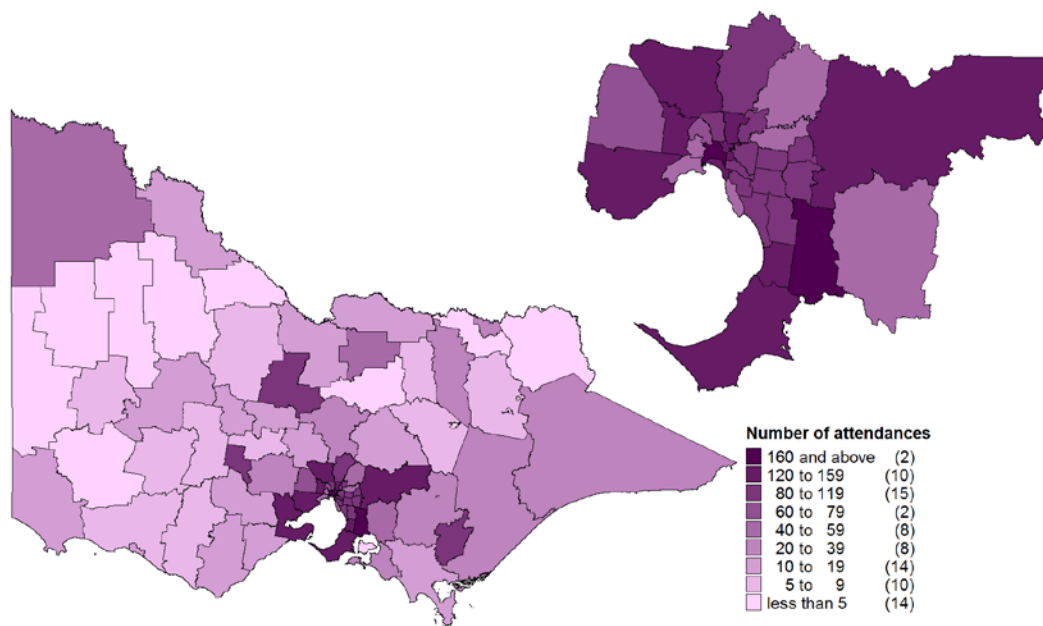 Number of attendances
160 and above (2)
120 to 159 (10)
80 to 119 (15)
60 to 79 (2)
40 to 59 (8)
20 to 39 (8)
10 to 19 (14)
5 to 9 (10)
less than 5 (14)